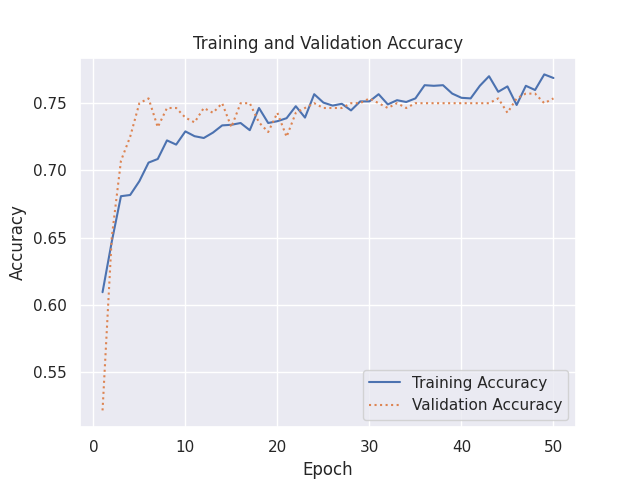 Training and Validation Accuracy
0.75
0.70
0.65
0.60
0.55
Accuracy
0
10
20
30
40
50
Epoch
Training Accuracy
Validation Accuracy